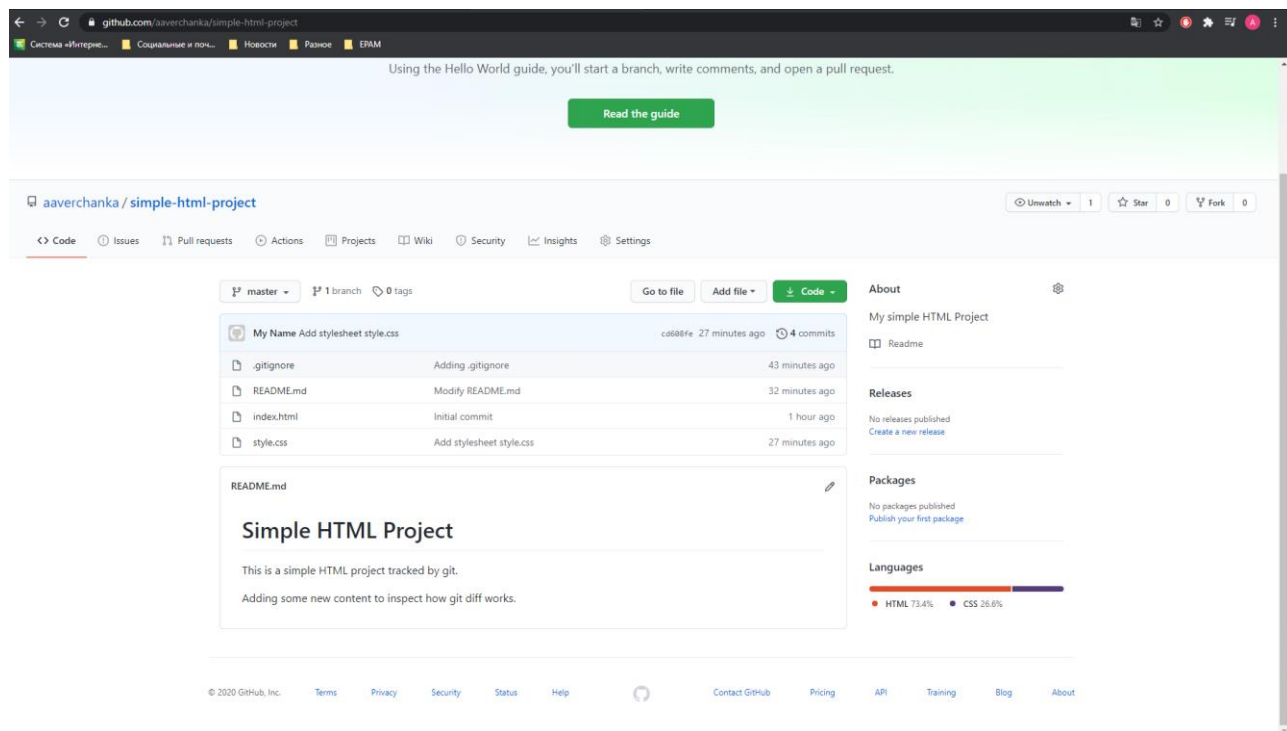 github.com/aaverchanka/simple-html-project
Система «Интерне... Социальные и поч... Новости Разное EPAM
Using the Hello World guide, you'll start a branch, write comments, and open a pull request.
Read the guide
aaverchanka / simple-html-project Unwatch 1 Star 0 Fork 0
<> Code Issues Pull requests Actions Projects Wiki Security Insights Settings
master 1 branch 0 tags Go to file Add file Code
My Name Add stylesheet style.css cd608fe 27 minutes ago 4 commits
.gitignore Adding .gitignore 43 minutes ago
README.md Modify README.md 32 minutes ago
index.html Initial commit 1 hour ago
style.css Add stylesheet style.css 27 minutes ago
README.md
Simple HTML Project
This is a simple HTML project tracked by git.
Adding some new content to inspect how git diff works.
About
My simple HTML Project
Readme
Releases
No releases published
Create a new release
Packages
No packages published
Publish your first package
Languages
HTML 73.4% CSS 26.6%
© 2020 GitHub, Inc. Terms Privacy Security Status Help Contact GitHub Pricing API Training Blog About